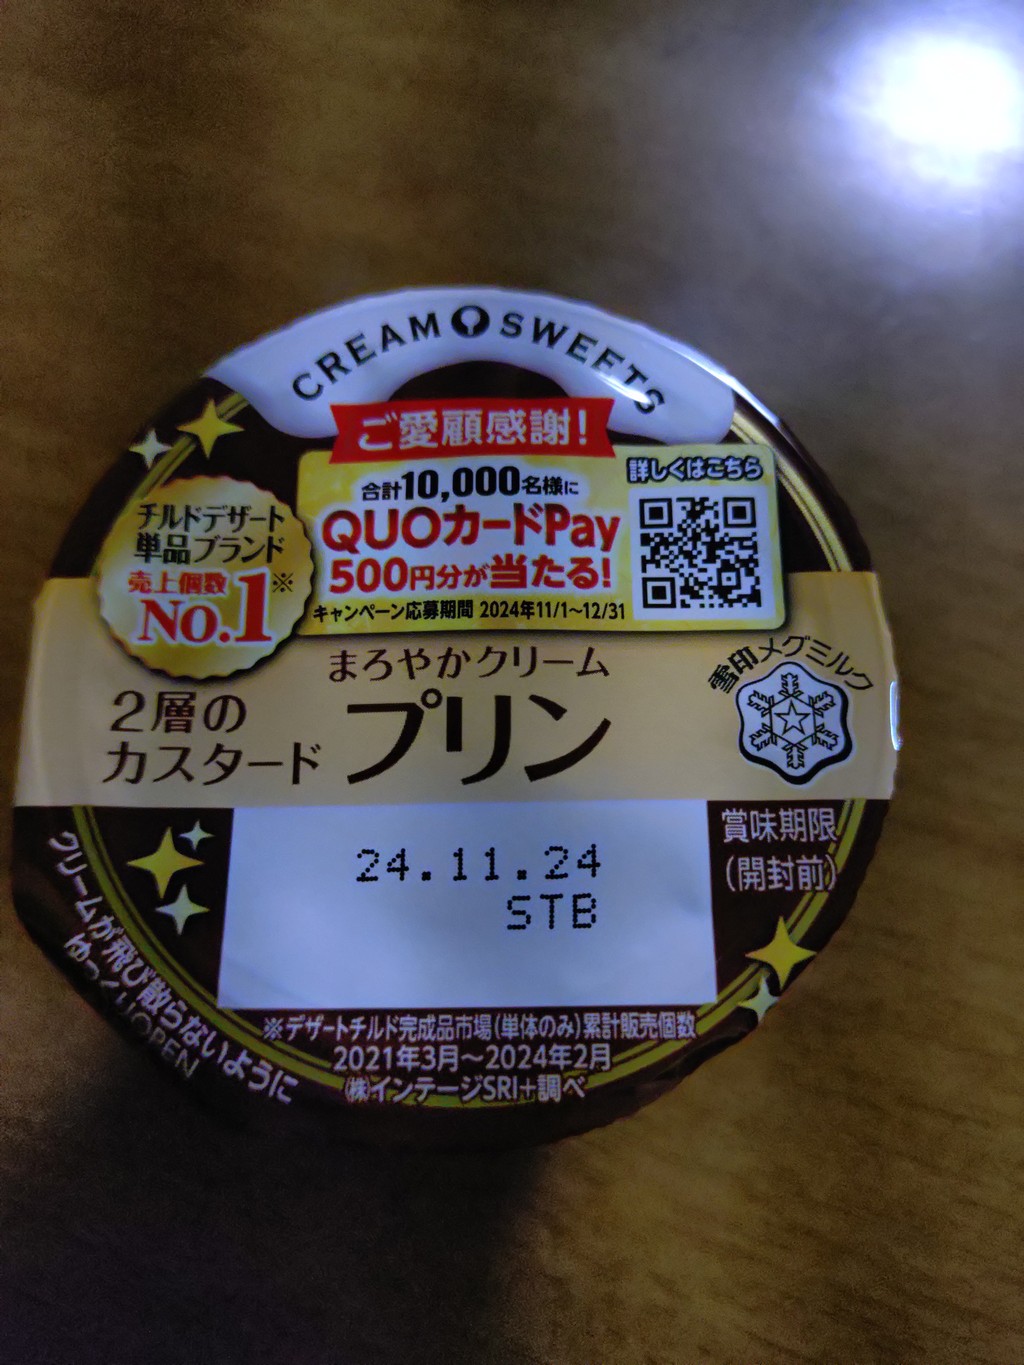 CREAM SWEETS
ご愛顧感謝!
合計10,000名様に
QUOカードPay
500円分が当たる!
キャンペーン応募期間 2024年11/1~12/31
詳しくはこちら
チルドデザート
単品ブランド
売上個数
No.1※
雪印メグミルク
まろやかクリーム
2層の
カスタード
プリン
24.11.24
STB
賞味期限
(開封前)
クリームが飛び散らないように
ゆっくりOPEN
※デザートチルド完成品市場(単体のみ)累計販売個数
2021年3月~2024年2月
㈱インテージSRI+調べ